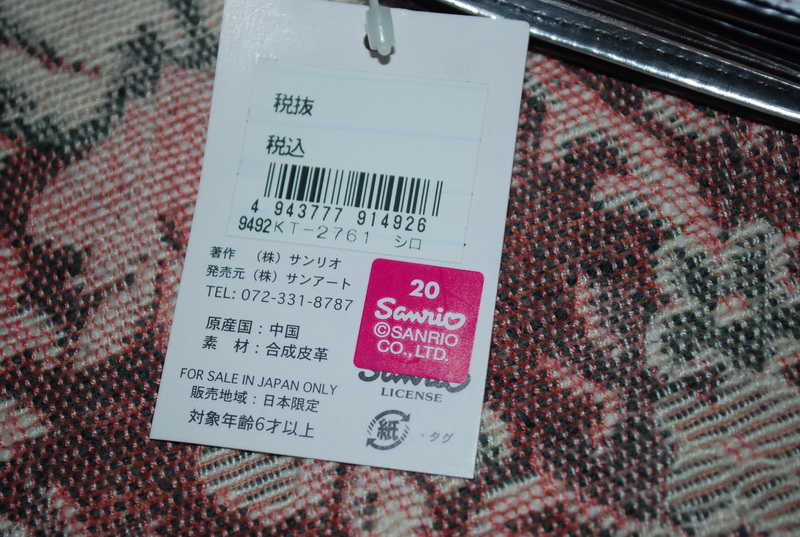 税抜
税込
4 943777 914926
9492 KT-2761 シロ
著作 (株)サンリオ
発売元(株)サンアート
TEL: 072-331-8787
原産国:中国
素 材:合成皮革
FOR SALE IN JAPAN ONLY
販売地域:日本限定
対象年齢6才以上
20
Sanrio
©SANRIO
CO., LTD.
Sanrio
LICENSE
紙 ・タグ